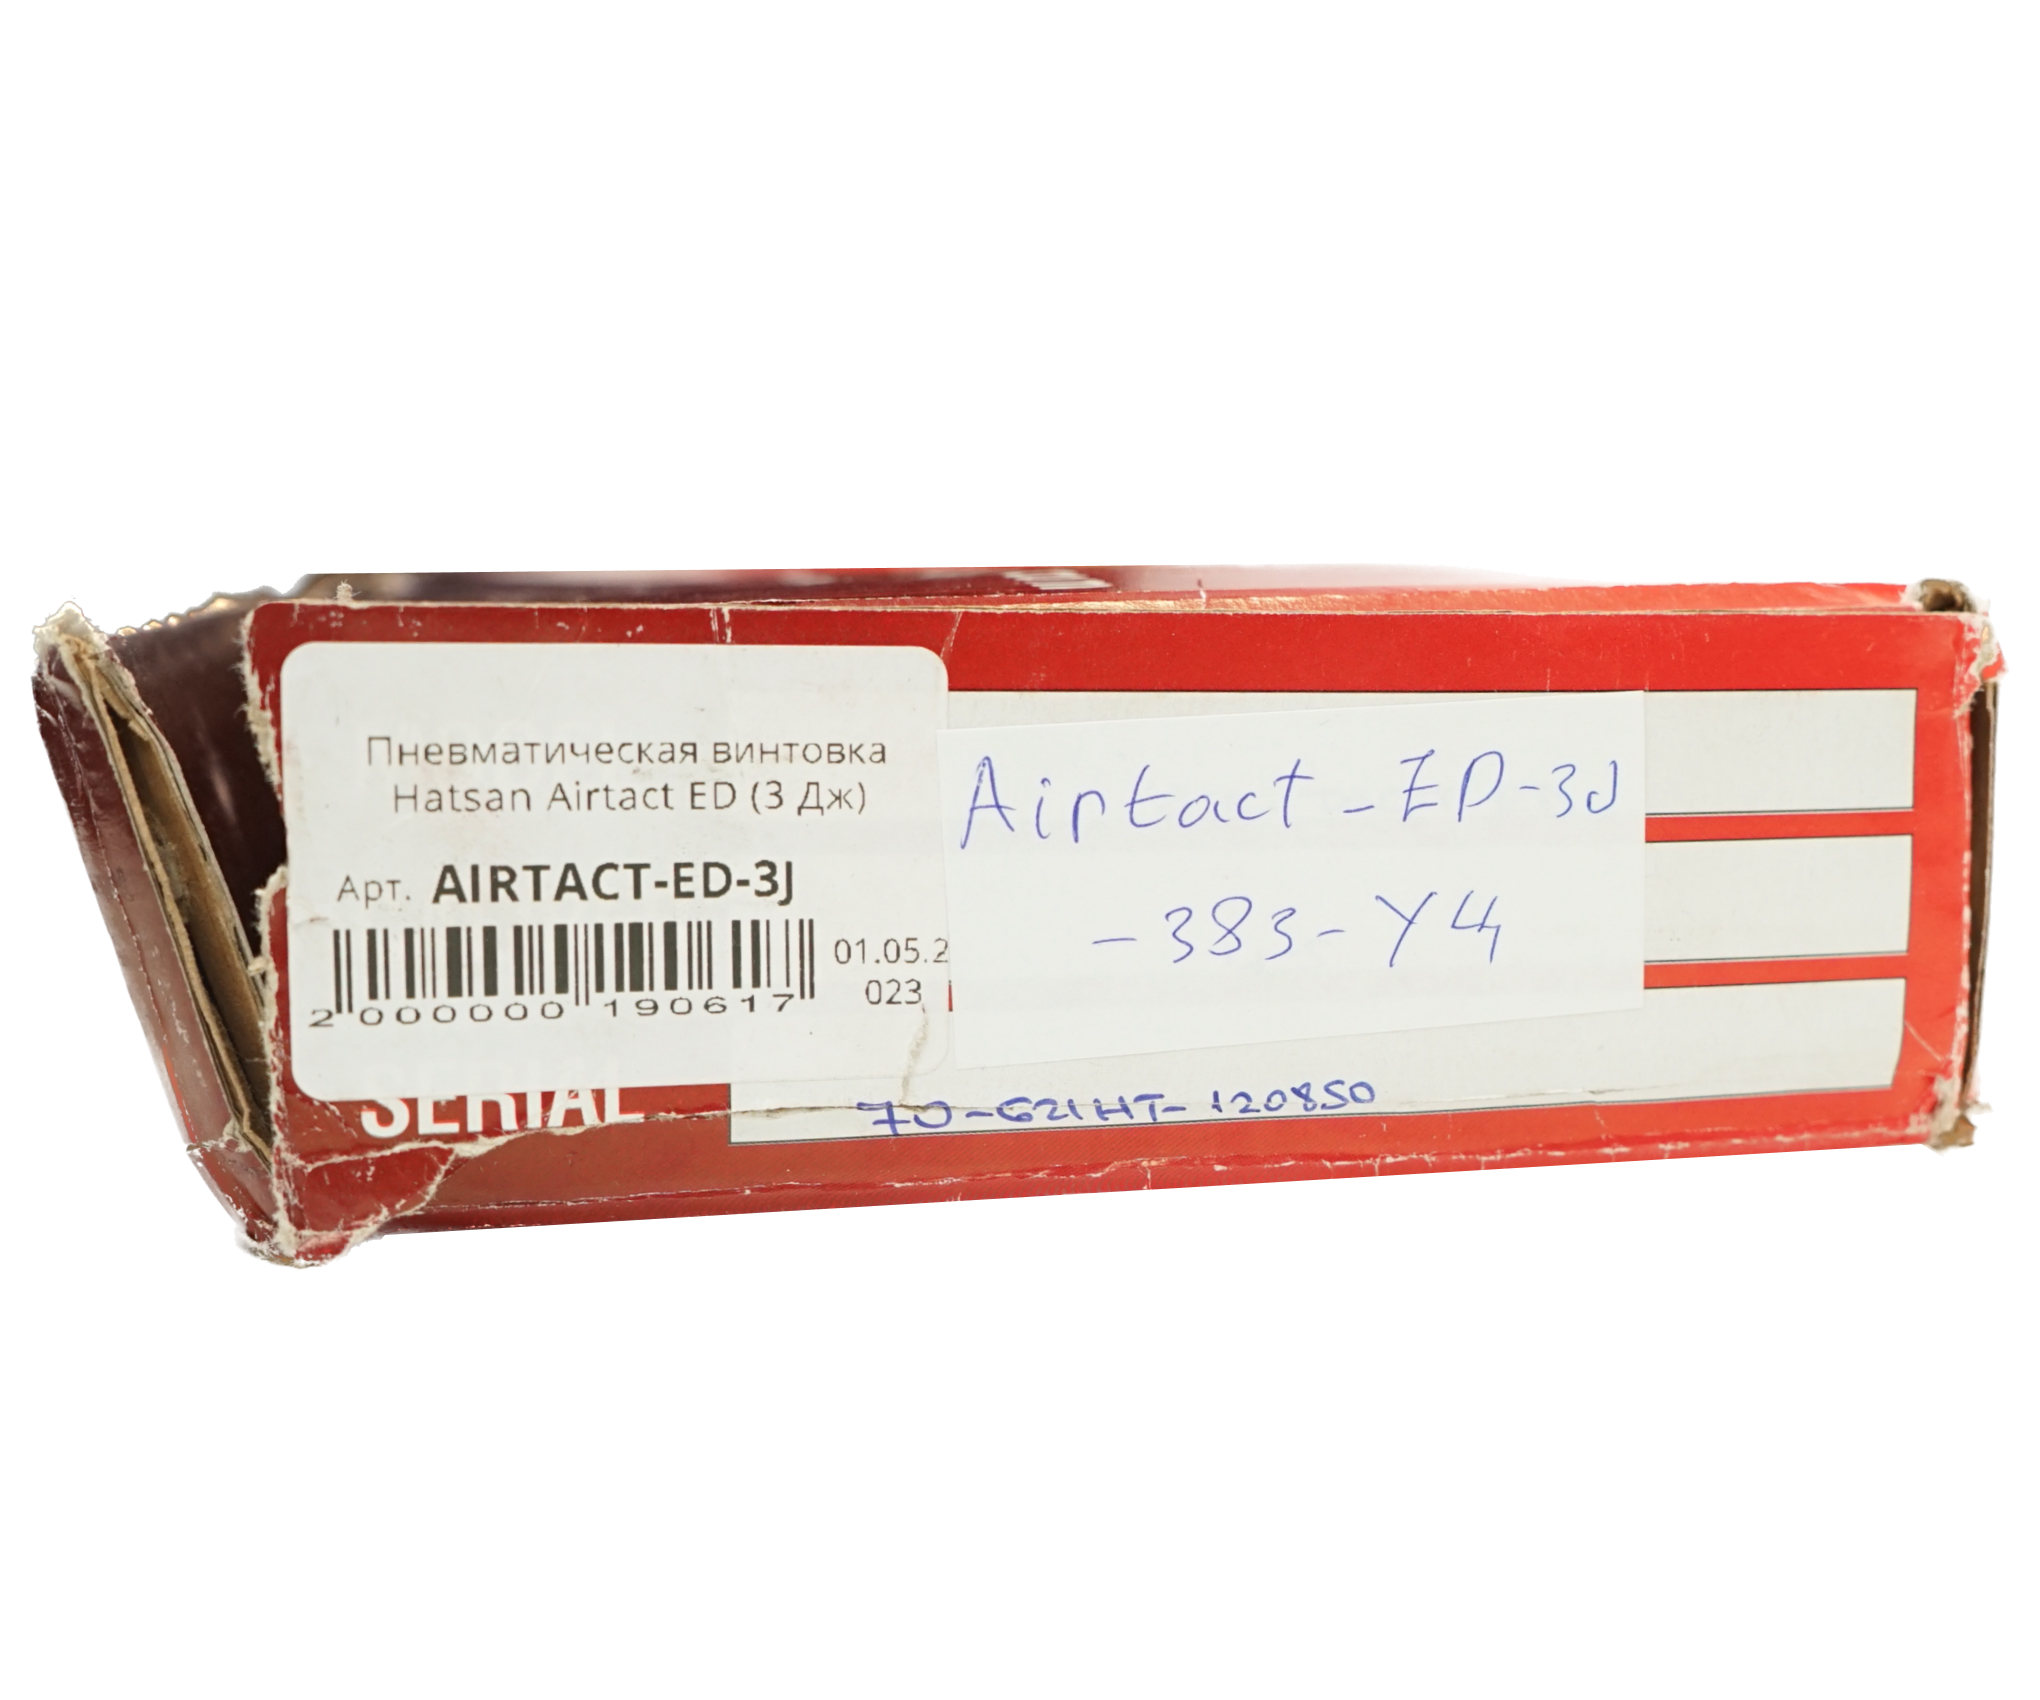 Пневматическая винтовка
Hatsan Airtact ED (3 Дж)
Арт. AIRTACT-ED-3J
01.05.2
023
2 000000 190617
Airtact-ED-3J
-383-УЦ
SERIAL
70-621HT-120850